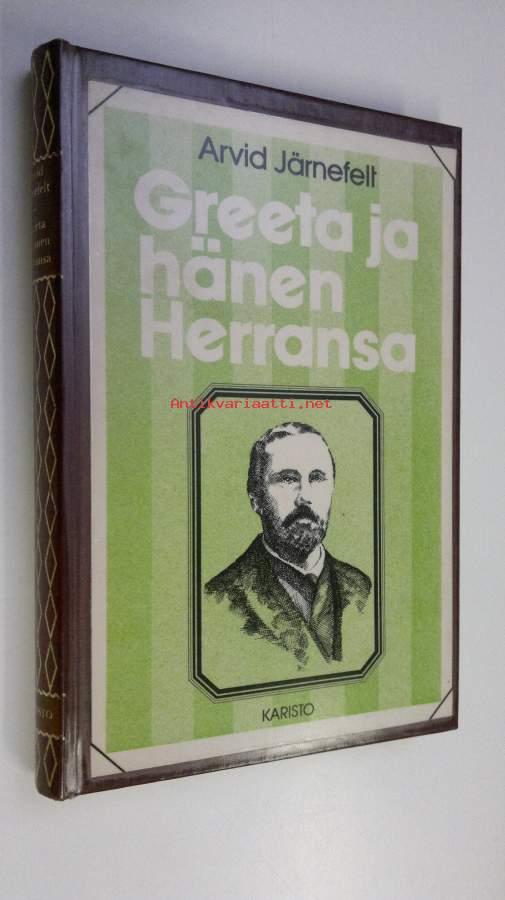 Arvid Järnefelt
Greeta ja
hänen
Herransa
Antikvariaatti.net
KARISTO